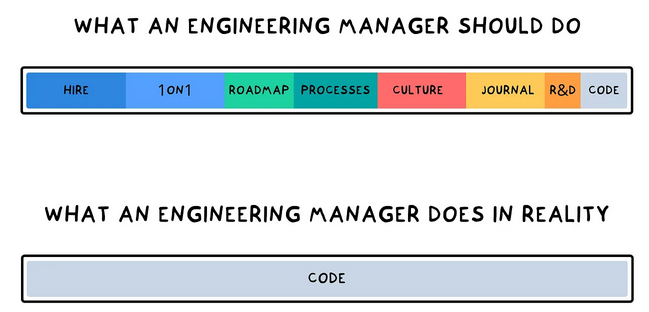 WHAT AN ENGINEERING MANAGER SHOULD DO
HIRE 1ON1 ROADMAP PROCESSES CULTURE JOURNAL R&D CODE
WHAT AN ENGINEERING MANAGER DOES IN REALITY
CODE